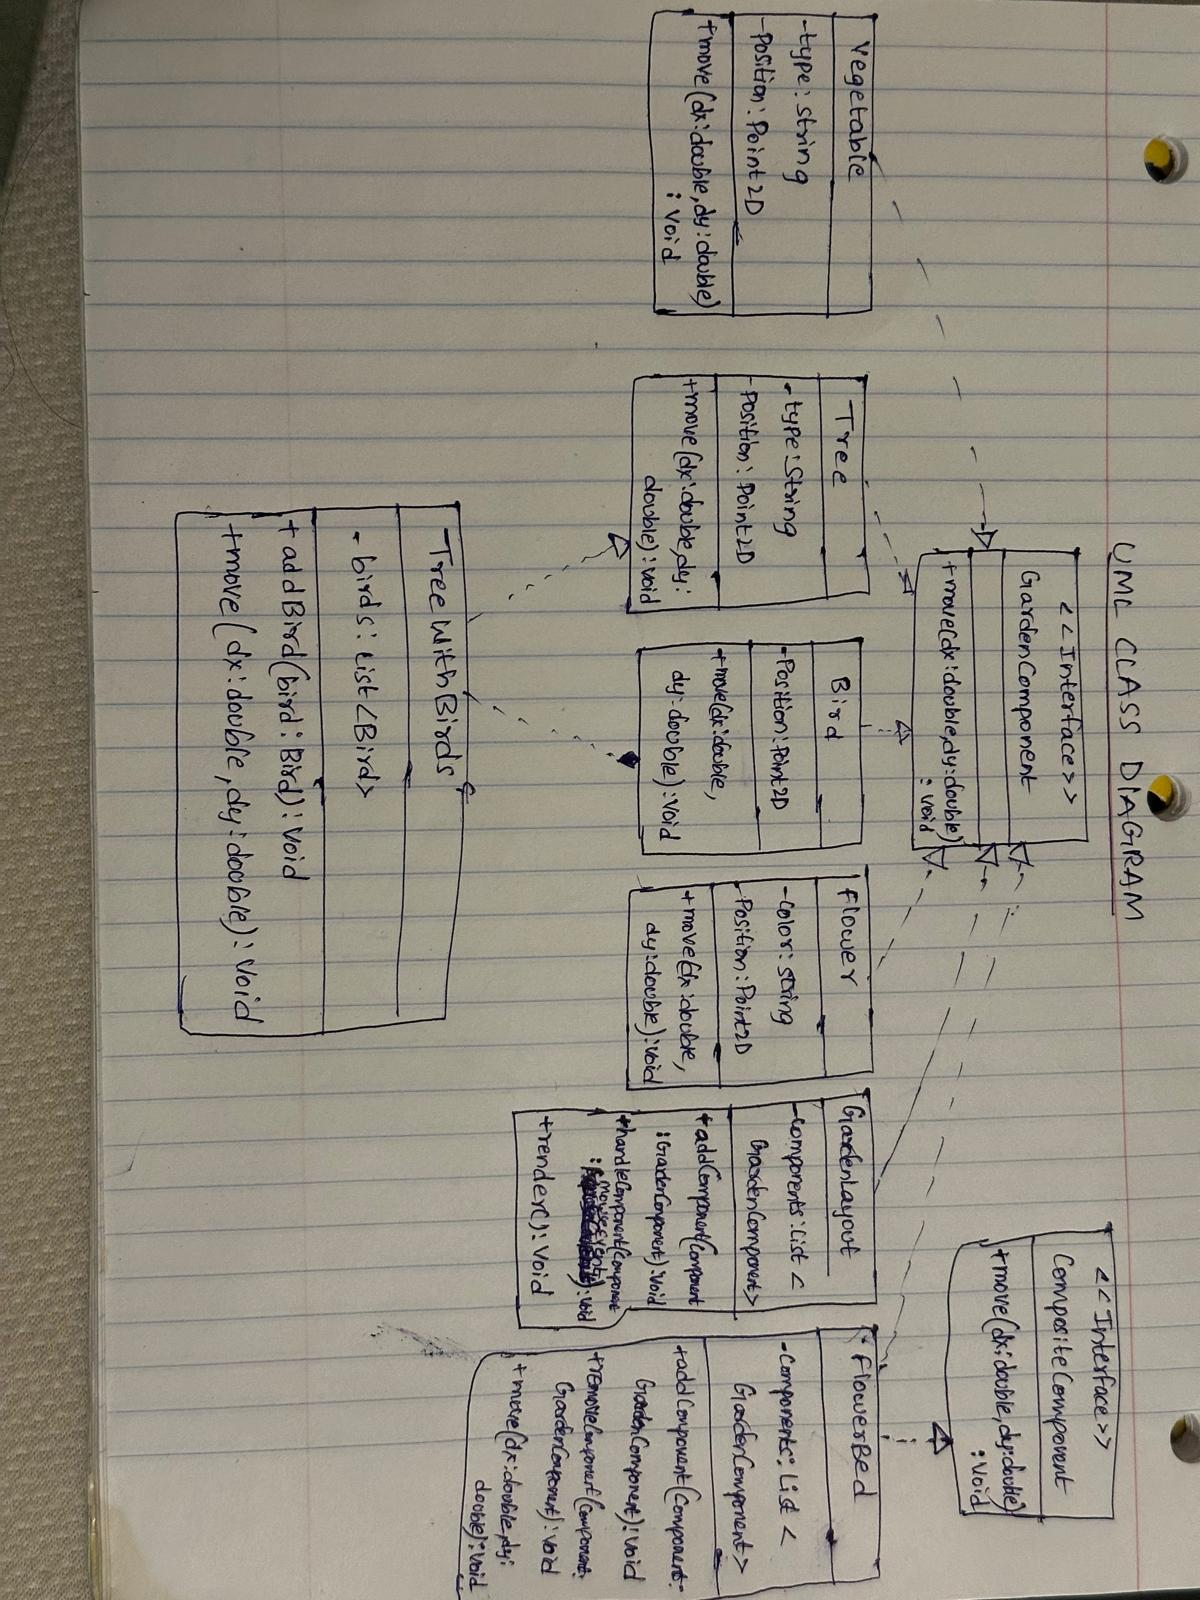 UML CLASS DIAGRAM
<<Interface>>
GardenComponent
+move(dx:double,dy:double)
:void
<<Interface>>
CompositeComponent
+move(dx:double,dy:double)
:void
Vegetable
-type:string
-Position:Point2D
+move(dx:double,dy:double)
:void
Tree
-type:String
-Position:Point2D
+move(dx:double,dy:
double):void
Bird
-Position:Point2D
+move(dx:double,
dy:double):void
Flower
-Color:string
-Position:Point2D
+move(dx:double,
dy:double):void
GardenLayout
-components:List<
GardenComponent>
+addComponent(Component
:GardenComponent):void
+handleComponent(Component
:mouseEvent):void
+render():void
FlowerBed
-Components:List<
GardenComponent>
+addComponent(Component:
GardenComponent):void
+removeComponent(Component:
GardenComponent):void
+move(dx:double,dy:
double):void
TreeWithBirds
-birds:List<Bird>
+addBird(bird:Bird):void
+move(dx:double,dy:double):void